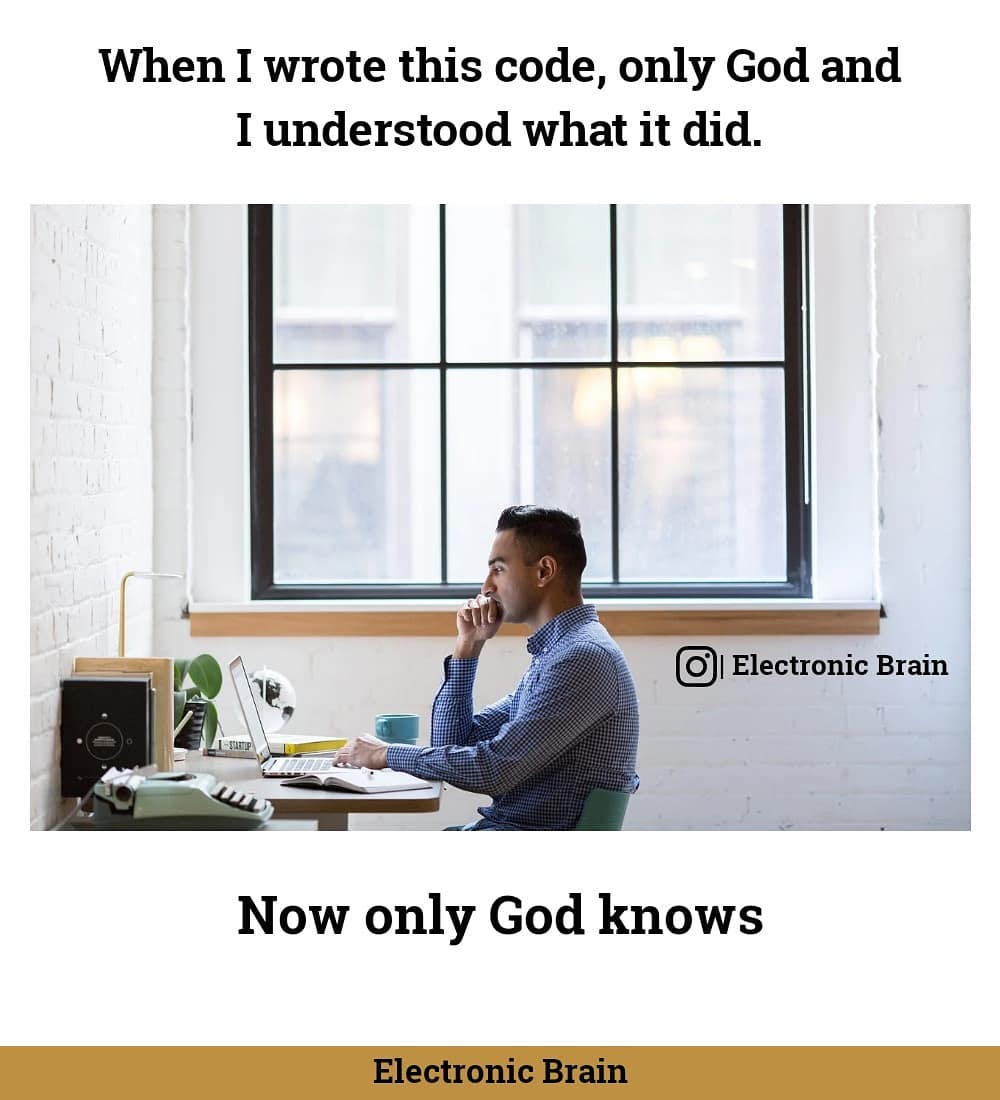 When I wrote this code, only God and
I understood what it did.
| Electronic Brain
STARTUP
Now only God knows
Electronic Brain